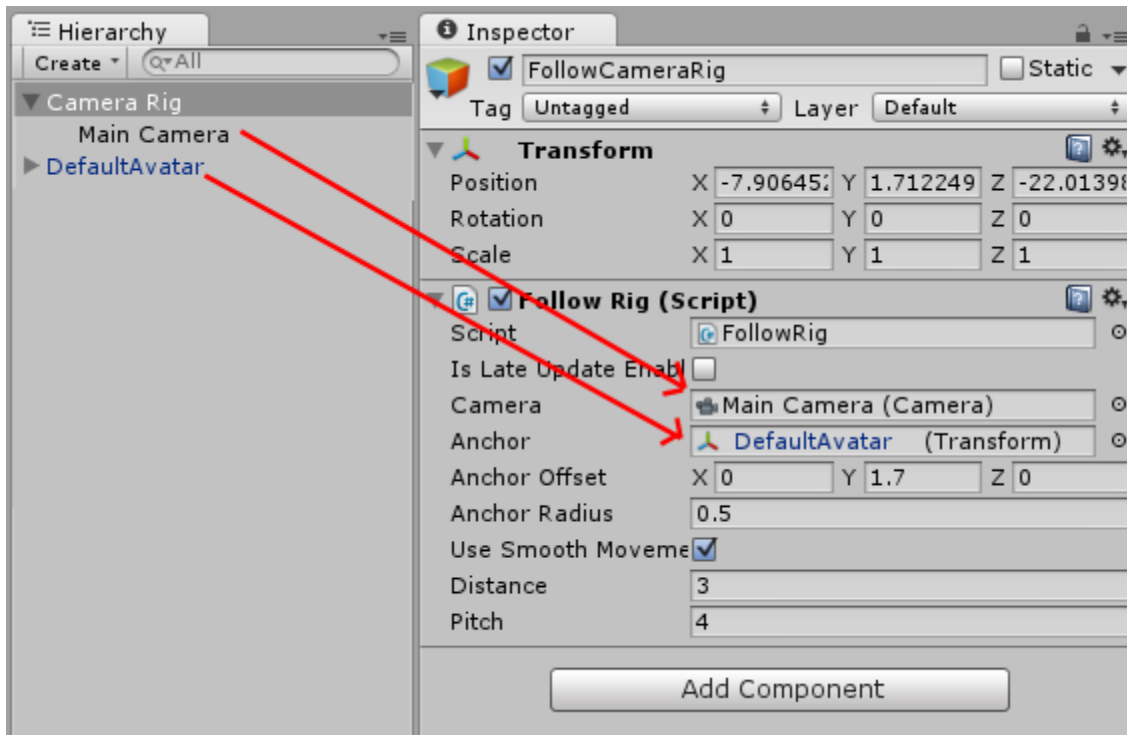 Hierarchy
Create All
Camera Rig
Main Camera
DefaultAvatar
Inspector
FollowCameraRig Static
Tag Untagged Layer Default
Transform
Position X -7.906452 Y 1.712249 Z -22.01398
Rotation X 0 Y 0 Z 0
Scale X 1 Y 1 Z 1
Follow Rig (Script)
Script FollowRig
Is Late Update Enabl
Camera Main Camera (Camera)
Anchor DefaultAvatar (Transform)
Anchor Offset X 0 Y 1.7 Z 0
Anchor Radius 0.5
Use Smooth Moveme
Distance 3
Pitch 4
Add Component